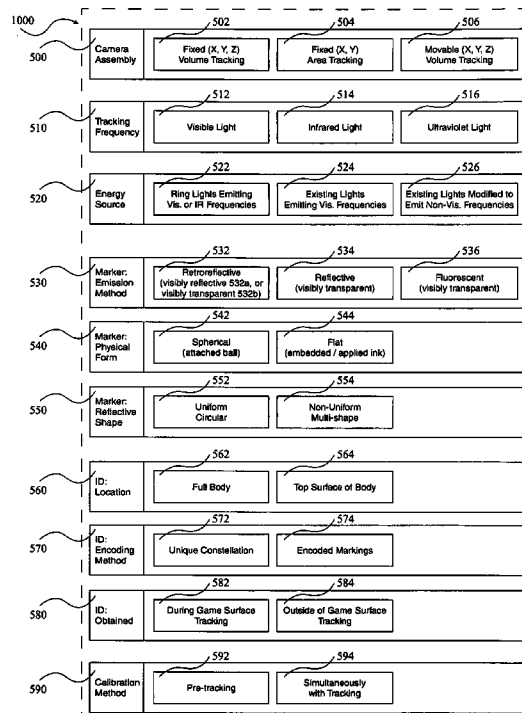 1000
502
504
506
500
Camera
Assembly
Fixed (X, Y, Z)
Volume Tracking
Fixed (X, Y)
Area Tracking
Movable (X, Y, Z)
Volume Tracking
512
514
516
510
Tracking
Frequency
Visible Light
Infrared Light
Ultraviolet Light
522
524
526
520
Energy
Source
Ring Lights Emitting
Vis. or IR Frequencies
Existing Lights
Emitting Vis. Frequencies
Existing Lights Modified to
Emit Non-Vis. Frequencies
532
534
536
530
Marker:
Emission
Method
Retroreflective
(visibly reflective 532a, or
visibly transparent 532b)
Reflective
(visibly transparent)
Fluorescent
(visibly transparent)
542
544
540
Marker:
Physical
Form
Spherical
(attached ball)
Flat
(embedded / applied ink)
552
554
550
Marker:
Reflective
Shape
Uniform
Circular
Non-Uniform
Multi-shape
562
564
560
ID:
Location
Full Body
Top Surface of Body
572
574
570
ID:
Encoding
Method
Unique Constellation
Encoded Markings
582
584
580
ID:
Obtained
During Game Surface
Tracking
Outside of Game Surface
Tracking
592
594
590
Calibration
Method
Pre-tracking
Simultaneously
with Tracking